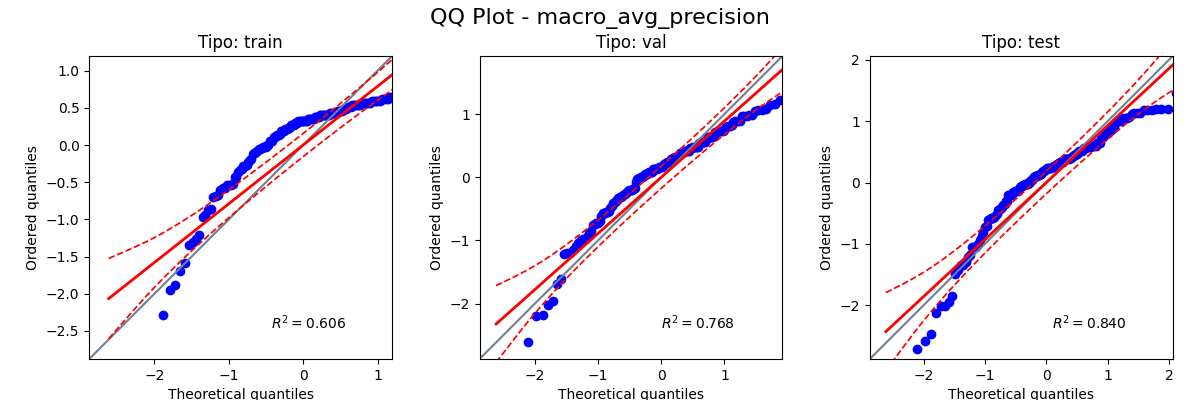 QQ Plot - macro_avg_precision
Tipo: train
Tipo: val
Tipo: test
Ordered quantiles
1.0
0.5
0.0
−0.5
−1.0
−1.5
−2.0
−2.5
R² = 0.606
−2
−1
0
1
Theoretical quantiles
Ordered quantiles
1
0
−1
−2
R² = 0.768
−2
−1
0
1
Theoretical quantiles
Ordered quantiles
2
1
0
−1
−2
R² = 0.840
−2
−1
0
1
2
Theoretical quantiles